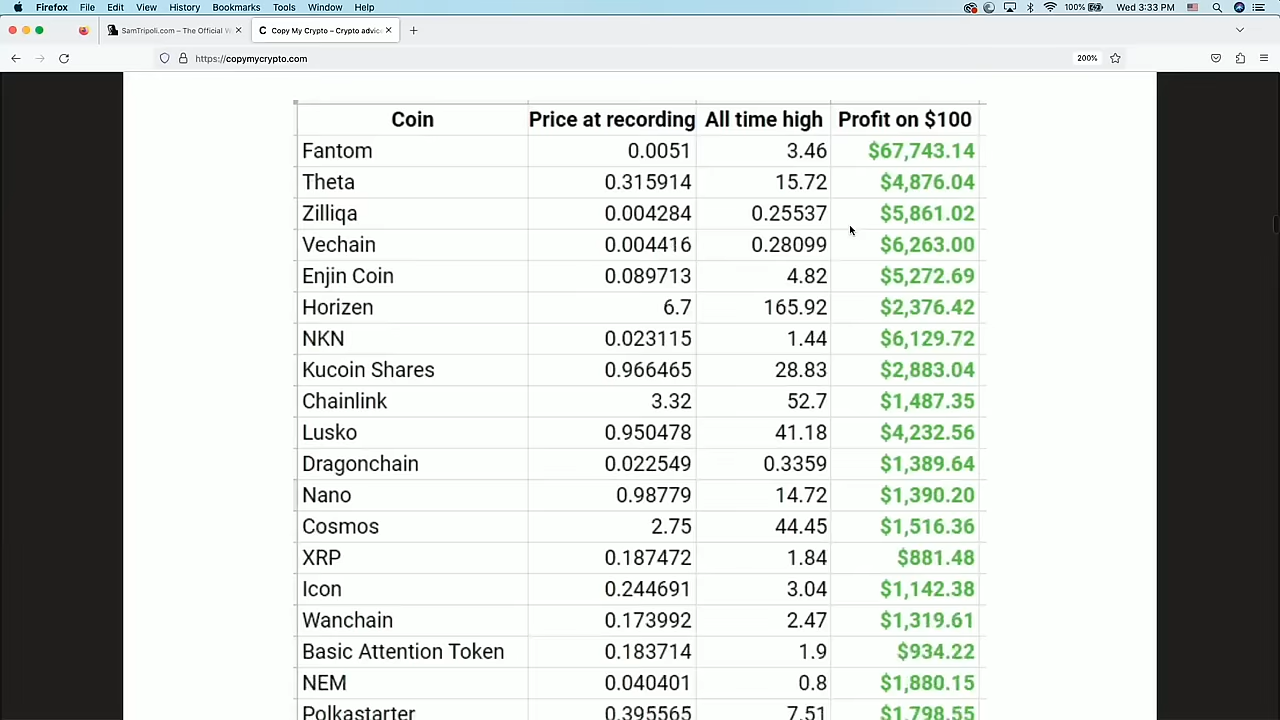 Firefox File Edit View History Bookmarks Tools Window Help 100% Wed 3:33 PM
SamTripoli.com – The Official W Copy My Crypto – Crypto advic
https://copymycrypto.com 200%
Coin Price at recording All time high Profit on $100
Fantom 0.0051 3.46 $67,743.14
Theta 0.315914 15.72 $4,876.04
Zilliqa 0.004284 0.25537 $5,861.02
Vechain 0.004416 0.28099 $6,263.00
Enjin Coin 0.089713 4.82 $5,272.69
Horizen 6.7 165.92 $2,376.42
NKN 0.023115 1.44 $6,129.72
Kucoin Shares 0.966465 28.83 $2,883.04
Chainlink 3.32 52.7 $1,487.35
Lusko 0.950478 41.18 $4,232.56
Dragonchain 0.022549 0.3359 $1,389.64
Nano 0.98779 14.72 $1,390.20
Cosmos 2.75 44.45 $1,516.36
XRP 0.187472 1.84 $881.48
Icon 0.244691 3.04 $1,142.38
Wanchain 0.173992 2.47 $1,319.61
Basic Attention Token 0.183714 1.9 $934.22
NEM 0.040401 0.8 $1,880.15
Polkastarter 0.395565 7.51 $1,798.55